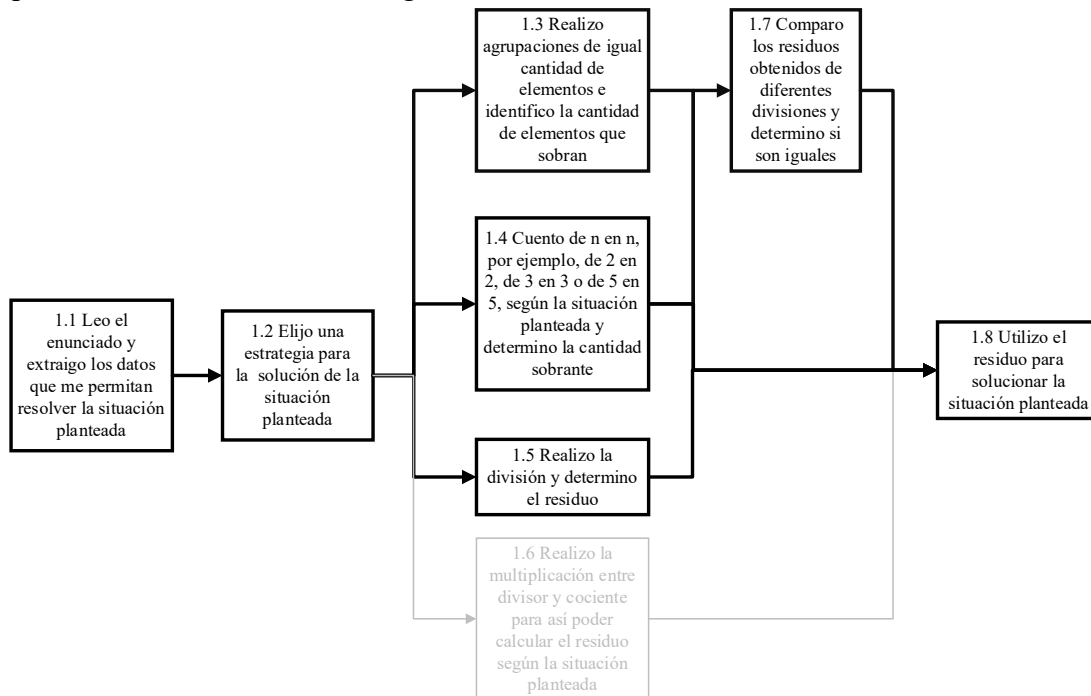 1.1 Leo el
enunciado y
extraigo los datos
que me permitan
resolver la situación
planteada
1.2 Elijo una
estrategia para
la solución de la
situación
planteada
1.3 Realizo
agrupaciones de igual
cantidad de
elementos e
identifico la cantidad
de elementos que
sobran
1.4 Cuento de n en n,
por ejemplo, de 2 en
2, de 3 en 3 o de 5 en
5, según la situación
planteada y
determino la cantidad
sobrante
1.5 Realizo la
división y determino
el residuo
1.6 Realizo la
multiplicación entre
divisor y cociente
para así poder
calcular el residuo
según la situación
planteada
1.7 Comparo
los residuos
obtenidos de
diferentes
divisiones y
determino si
son iguales
1.8 Utilizo el
residuo para
solucionar la
situación planteada